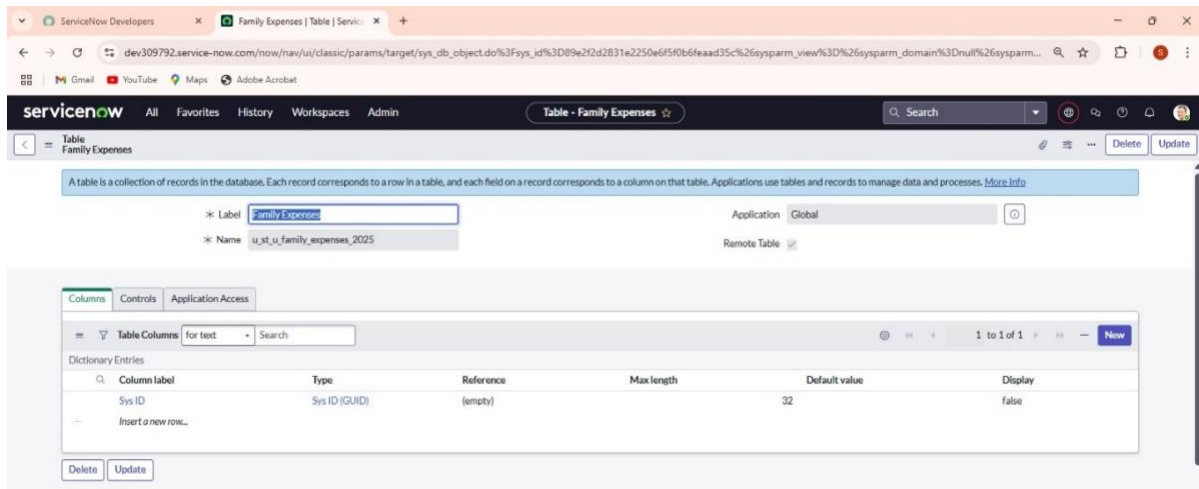 ServiceNow Developers
Family Expenses | Table | Service
dev309792.service-now.com/now/nav/ui/classic/params/target/sys_db_object.do%3Fsys_id%3D89e2f2d2831e2250e6f5f0b6feaad35c%26sysparm_view%3D%26sysparm_domain%3Dnull%26sysparm...
S
Gmail YouTube Maps Adobe Acrobat
servicenow All Favorites History Workspaces Admin Table - Family Expenses Search
Table
Family Expenses
Delete Update
A table is a collection of records in the database. Each record corresponds to a row in a table, and each field on a record corresponds to a column on that table. Applications use tables and records to manage data and processes. More Info
* Label Family Expenses Application Global
* Name u_st_u_family_expenses_2025 Remote Table
Columns Controls Application Access
Table Columns for text Search 1 to 1 of 1 New
Dictionary Entries
Column label Type Reference Max length Default value Display
Sys ID Sys ID (GUID) (empty) 32 false
Insert a new row...
Delete Update